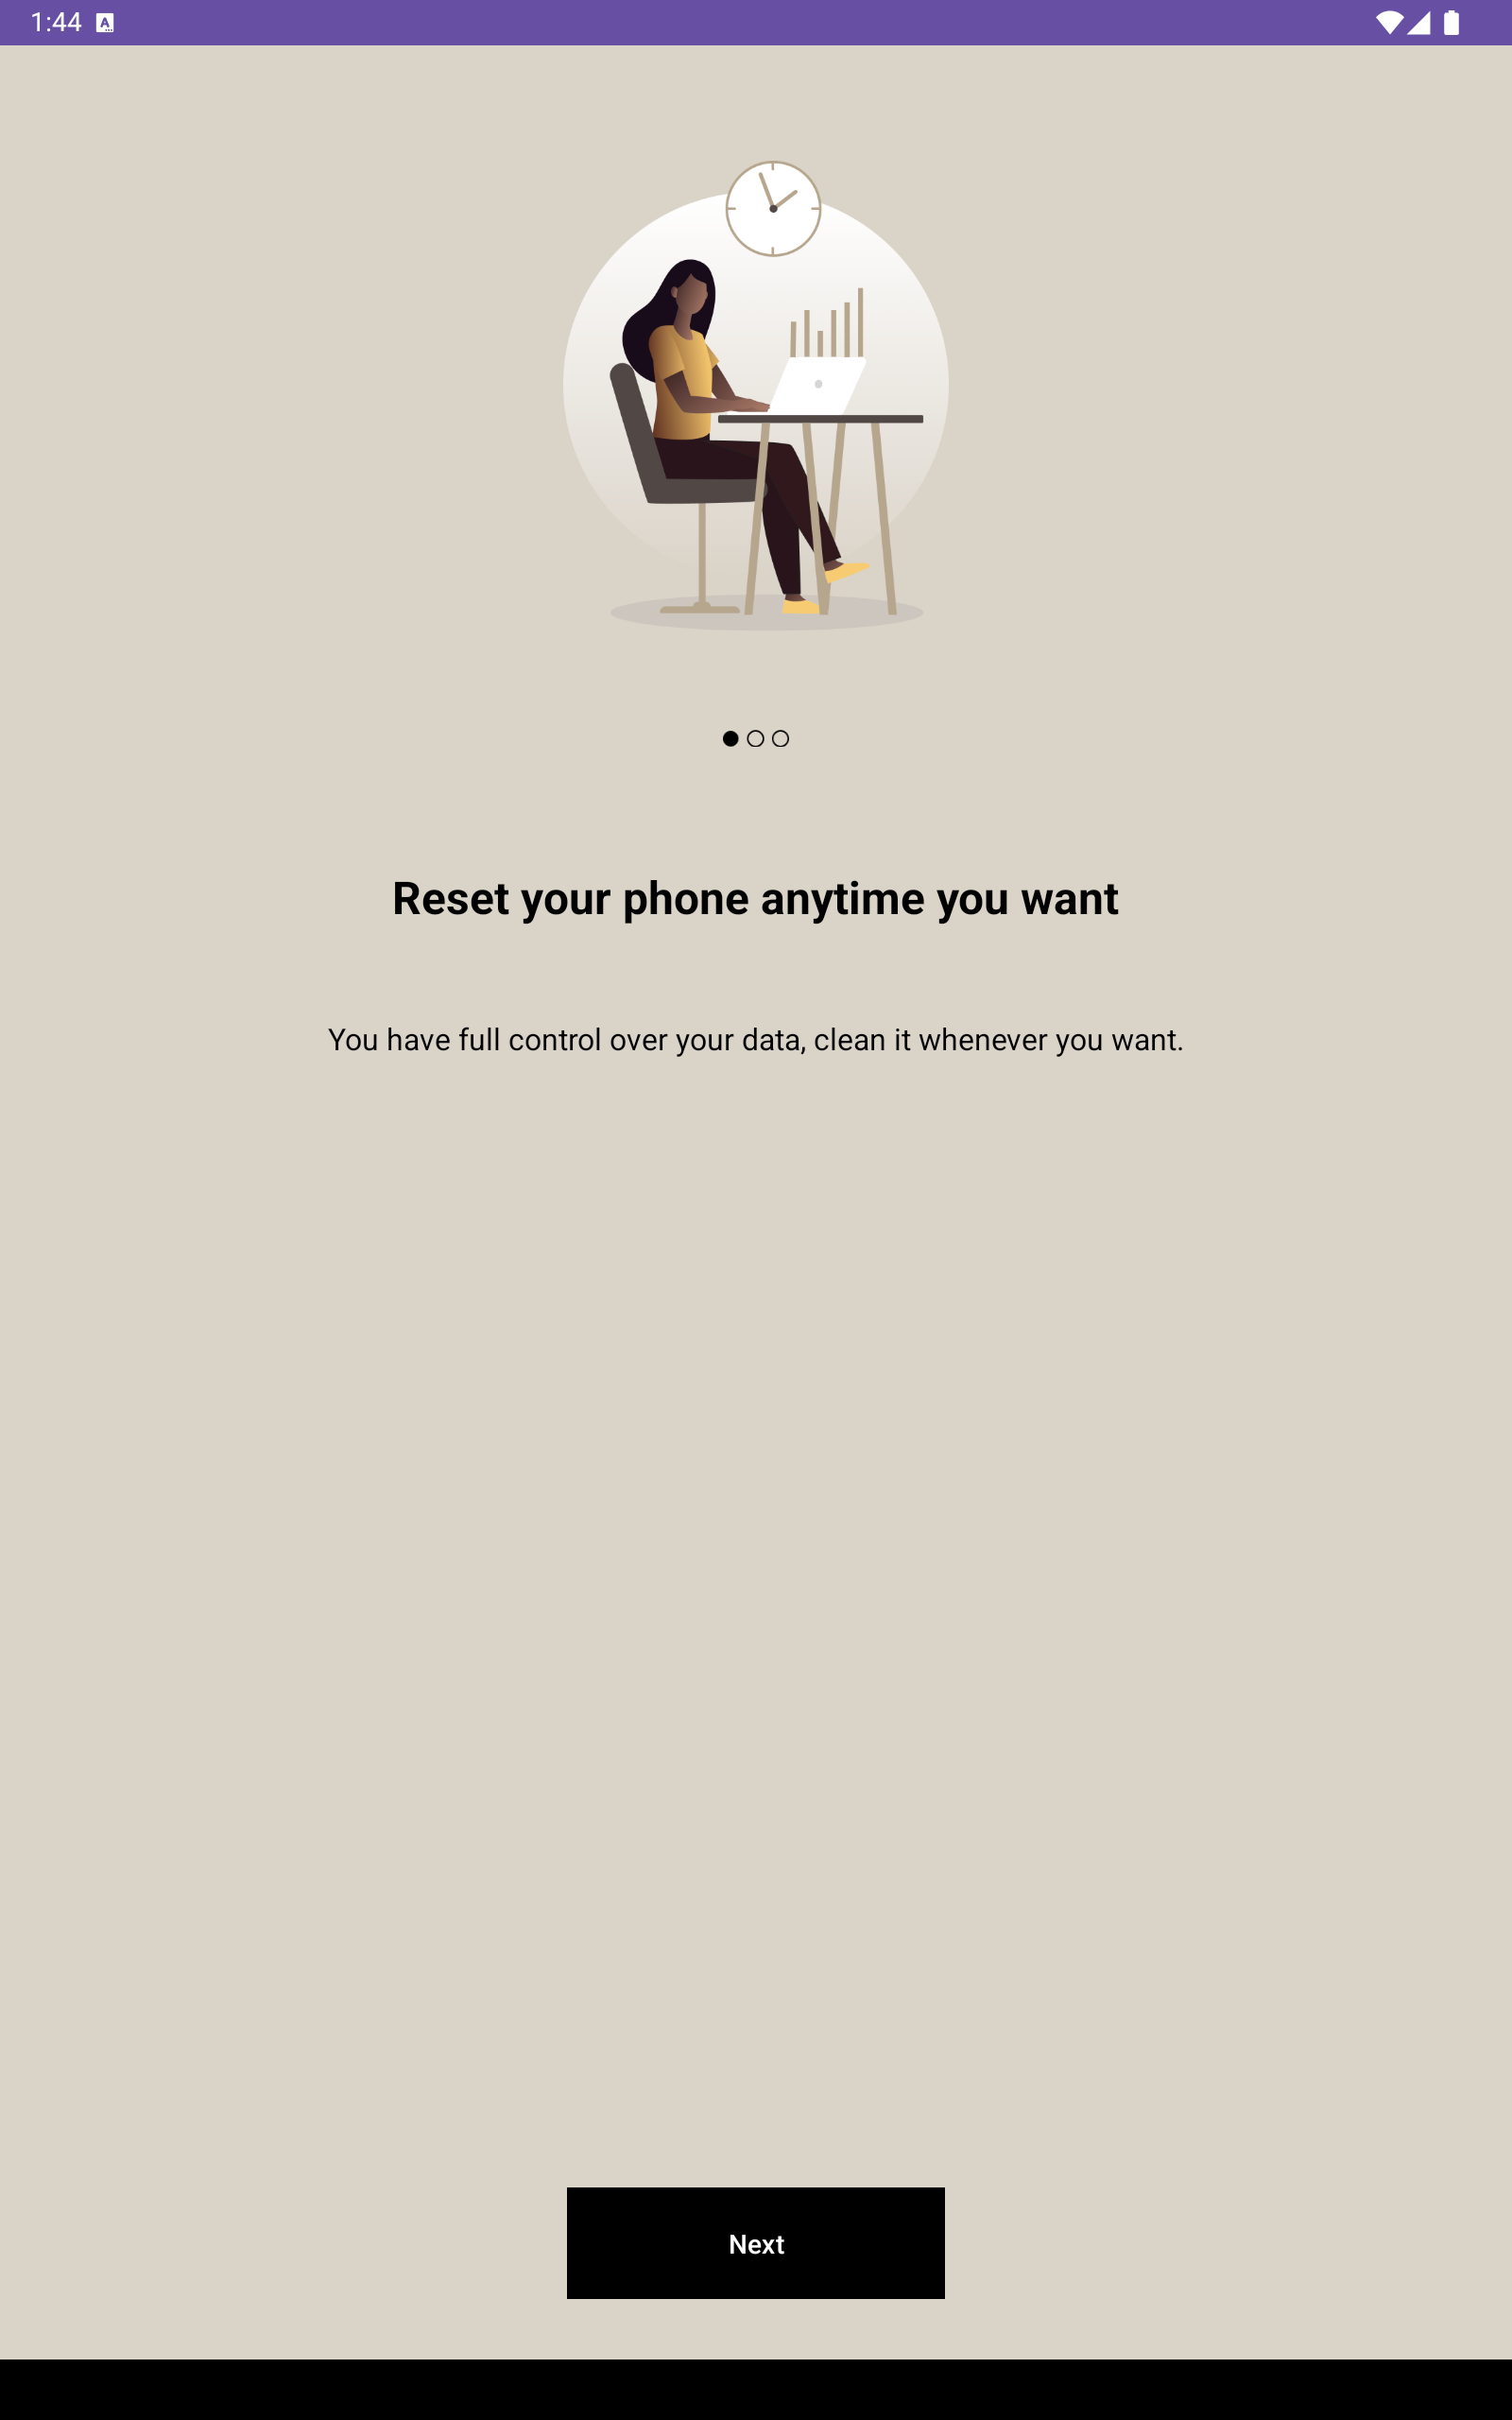 1:44
Reset your phone anytime you want
You have full control over your data, clean it whenever you want.
Next